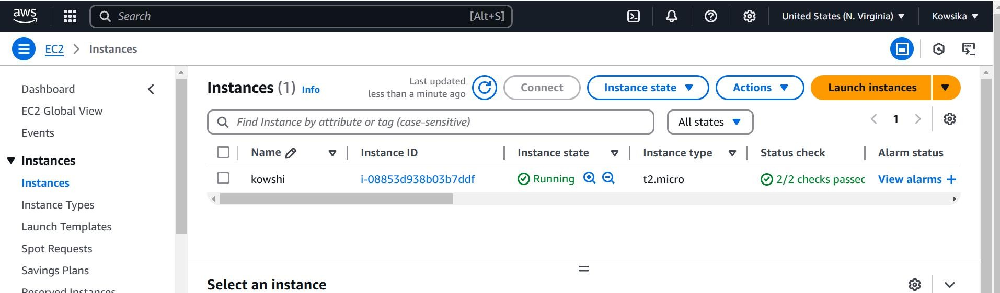 aws
Search [Alt+S]
United States (N. Virginia)
Kowsika
EC2 > Instances
Dashboard
EC2 Global View
Events
Instances
Instances
Instance Types
Launch Templates
Spot Requests
Savings Plans
Reserved Instances
Instances (1) Info
Last updated
less than a minute ago
Connect
Instance state
Actions
Launch instances
Find Instance by attribute or tag (case-sensitive)
All states
1
Name Instance ID Instance state Instance type Status check Alarm status
kowshi i-08853d938b03b7ddf Running t2.micro 2/2 checks passed View alarms +
Select an instance